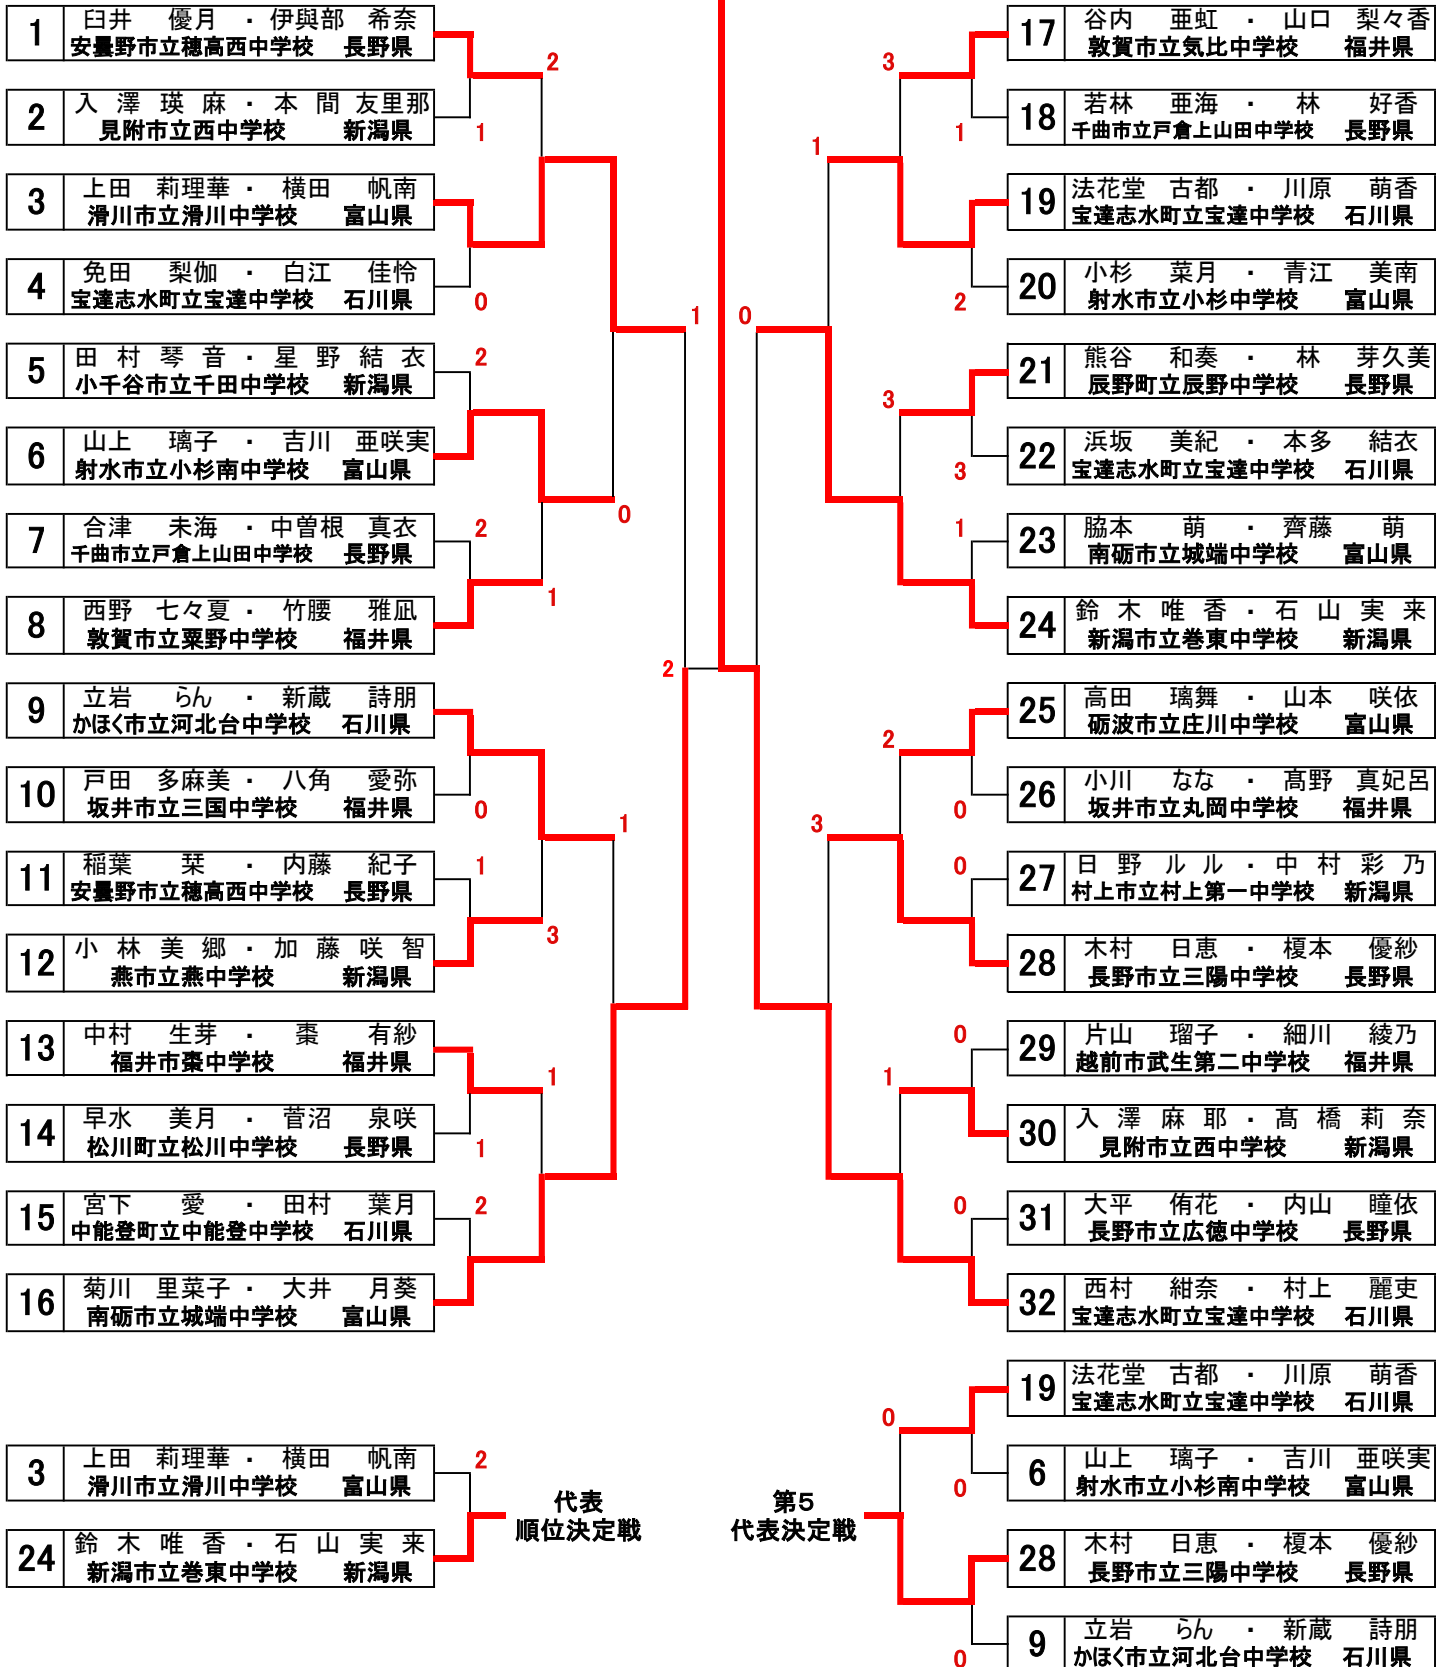 1 臼井 優月 ・ 伊與部 希奈
安曇野市立穂高西中学校 長野県
2
1
2 入澤瑛麻・本間友里那
見附市立西中学校 新潟県
3 上田 莉理華 ・ 横田 帆南
滑川市立滑川中学校 富山県
4 免田 梨伽 ・ 白江 佳怜
宝達志水町立宝達中学校 石川県
0
1
5 田村琴音・星野結衣
小千谷市立千田中学校 新潟県
2
6 山上 璃子 ・ 吉川 亜咲実
射水市立小杉南中学校 富山県
0
7 合津 未海 ・ 中曽根 真衣
千曲市立戸倉上山田中学校 長野県
2
1
8 西野 七々夏 ・ 竹腰 雅凪
敦賀市立粟野中学校 福井県
2
9 立岩 らん ・ 新蔵 詩朋
かほく市立河北台中学校 石川県
10 戸田 多麻美 ・ 八角 愛弥
坂井市立三国中学校 福井県
0
1
11 稲葉 栞 ・ 内藤 紀子
安曇野市立穂高西中学校 長野県
1
3
12 小林美郷・加藤咲智
燕市立燕中学校 新潟県
13 中村 生芽 ・ 棗 有紗
福井市棗中学校 福井県
1
14 早水 美月 ・ 菅沼 泉咲
松川町立松川中学校 長野県
1
15 宮下 愛 ・ 田村 葉月
中能登町立中能登中学校 石川県
2
16 菊川 里菜子 ・ 大井 月葵
南砺市立城端中学校 富山県
17 谷内 亜虹 ・ 山口 梨々香
敦賀市立気比中学校 福井県
3
18 若林 亜海 ・ 林 好香
千曲市立戸倉上山田中学校 長野県
1
1
19 法花堂 古都 ・ 川原 萌香
宝達志水町立宝達中学校 石川県
20 小杉 菜月 ・ 青江 美南
射水市立小杉中学校 富山県
2
0
21 熊谷 和奏 ・ 林 芽久美
辰野町立辰野中学校 長野県
3
22 浜坂 美紀 ・ 本多 結衣
宝達志水町立宝達中学校 石川県
3
23 脇本 萌 ・ 齊藤 萌
南砺市立城端中学校 富山県
1
24 鈴木唯香・石山実来
新潟市立巻東中学校 新潟県
25 高田 璃舞 ・ 山本 咲依
砺波市立庄川中学校 富山県
2
26 小川 なな ・ 髙野 真妃呂
坂井市立丸岡中学校 福井県
0
3
27 日野ルル・中村彩乃
村上市立村上第一中学校 新潟県
0
28 木村 日恵 ・ 榎本 優紗
長野市立三陽中学校 長野県
29 片山 瑠子 ・ 細川 綾乃
越前市武生第二中学校 福井県
0
1
30 入澤麻耶・髙橋莉奈
見附市立西中学校 新潟県
31 大平 侑花 ・ 内山 瞳依
長野市立広徳中学校 長野県
0
32 西村 紺奈 ・ 村上 麗吏
宝達志水町立宝達中学校 石川県
3 上田 莉理華 ・ 横田 帆南
滑川市立滑川中学校 富山県
2
24 鈴木唯香・石山実来
新潟市立巻東中学校 新潟県
代表
順位決定戦
第5
代表決定戦
19 法花堂 古都 ・ 川原 萌香
宝達志水町立宝達中学校 石川県
0
6 山上 璃子 ・ 吉川 亜咲実
射水市立小杉南中学校 富山県
0
28 木村 日恵 ・ 榎本 優紗
長野市立三陽中学校 長野県
9 立岩 らん ・ 新蔵 詩朋
かほく市立河北台中学校 石川県
0